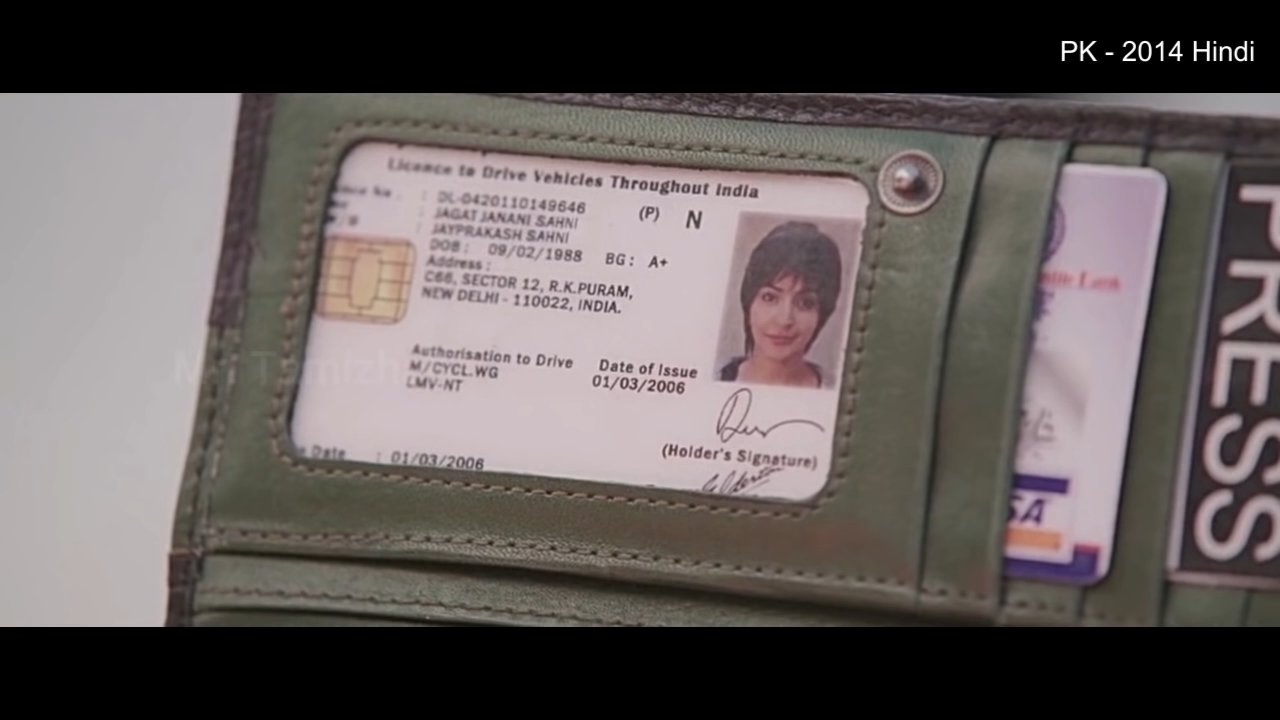 PK - 2014 Hindi
Licence to Drive Vehicles Throughout India
: DL-0420110149646 (P) N
: JAGAT JANANI SAHNI
: JAYPRAKASH SAHNI
DOB : 09/02/1988 BG : A+
Address :
C66, SECTOR 12, R.K.PURAM,
NEW DELHI - 110022, INDIA.
Authorisation to Drive Date of Issue
M/CYCL.WG 01/03/2006
LMV-NT
(Holder's Signature)
Date : 01/03/2006
PRESS